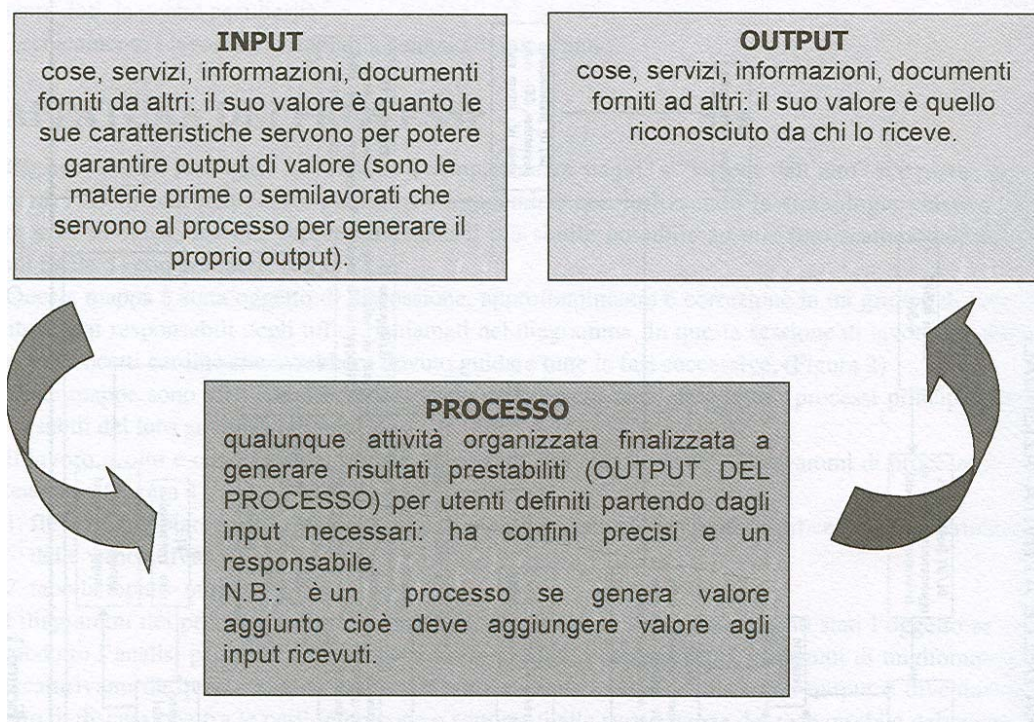 INPUT
cose, servizi, informazioni, documenti
forniti da altri: il suo valore è quanto le
sue caratteristiche servono per potere
garantire output di valore (sono le
materie prime o semilavorati che
servono al processo per generare il
proprio output).
OUTPUT
cose, servizi, informazioni, documenti
forniti ad altri: il suo valore è quello
riconosciuto da chi lo riceve.
PROCESSO
qualunque attività organizzata finalizzata a
generare risultati prestabiliti (OUTPUT DEL
PROCESSO) per utenti definiti partendo dagli
input necessari: ha confini precisi e un
responsabile.
N.B.: è un processo se genera valore
aggiunto cioè deve aggiungere valore agli
input ricevuti.